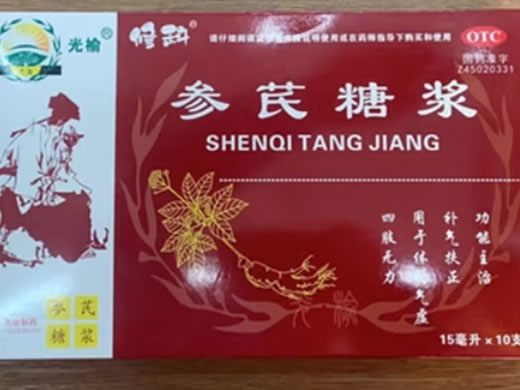 光榆®
请仔细阅读说明书并按说明使用或在药师指导下购买和使用
OTC
国药准字
Z45020331
参芪糖浆
SHENQI TANG JIANG
功能主治
补气扶正
用于体虚气虚
四肢无力
参芪
糖浆
15毫升×10支